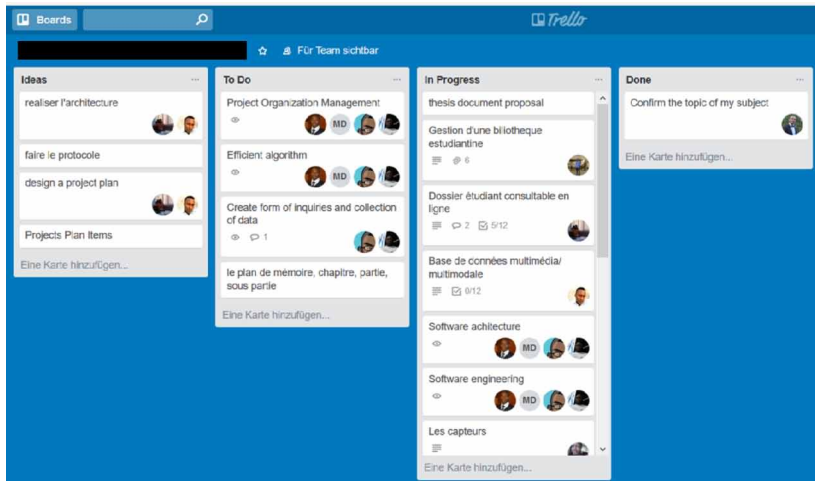 Boards
Trello
Für Team sichtbar
Ideas
realiser l'architecture
faire le protocole
design a project plan
Projects Plan Items
Eine Karte hinzufügen...
To Do
Project Organization Management
MD
Efficient algorithm
MD
Create form of inquiries and collection
of data
1
le plan de mémoire, chapitre, partie,
sous partie
Eine Karte hinzufügen...
In Progress
thesis document proposal
Gestion d'une biliotheque
estudiantine
6
Dossier étudiant consultable en
ligne
2 5/12
Base de connées multimédia/
multimodale
0/12
Software achitecture
MD
Software engineering
MD
Les capteurs
Eine Karte hinzufügen...
Done
Confirm the topic of my subject
Eine Karte hinzufügen...